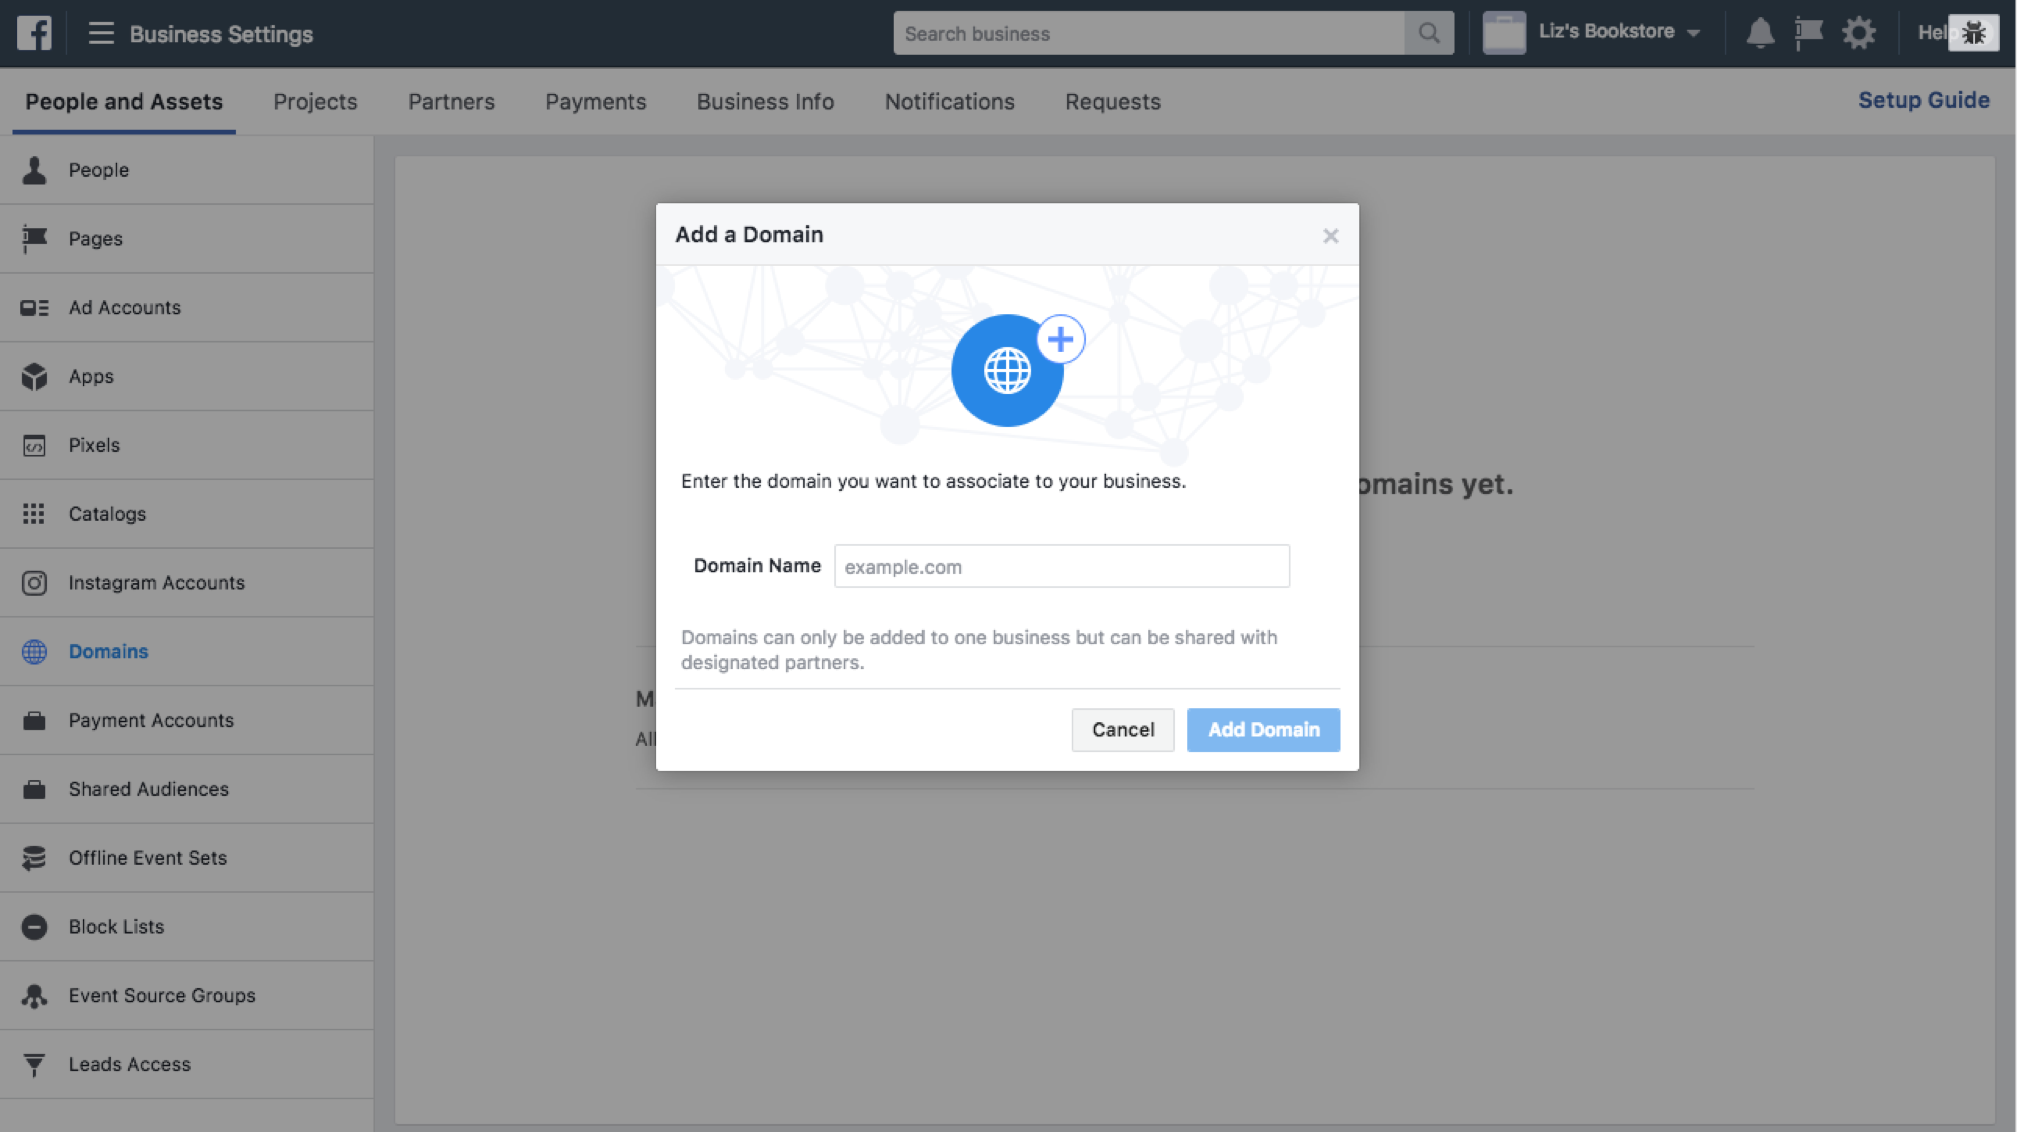 Business Settings
Search business
Liz's Bookstore
People and Assets
Projects
Partners
Payments
Business Info
Notifications
Requests
Setup Guide
People
Pages
Ad Accounts
Apps
Pixels
Catalogs
Instagram Accounts
Domains
Payment Accounts
Shared Audiences
Offline Event Sets
Block Lists
Event Source Groups
Leads Access
Add a Domain
Enter the domain you want to associate to your business.
Domain Name
example.com
Domains can only be added to one business but can be shared with
designated partners.
Cancel
Add Domain
yet.